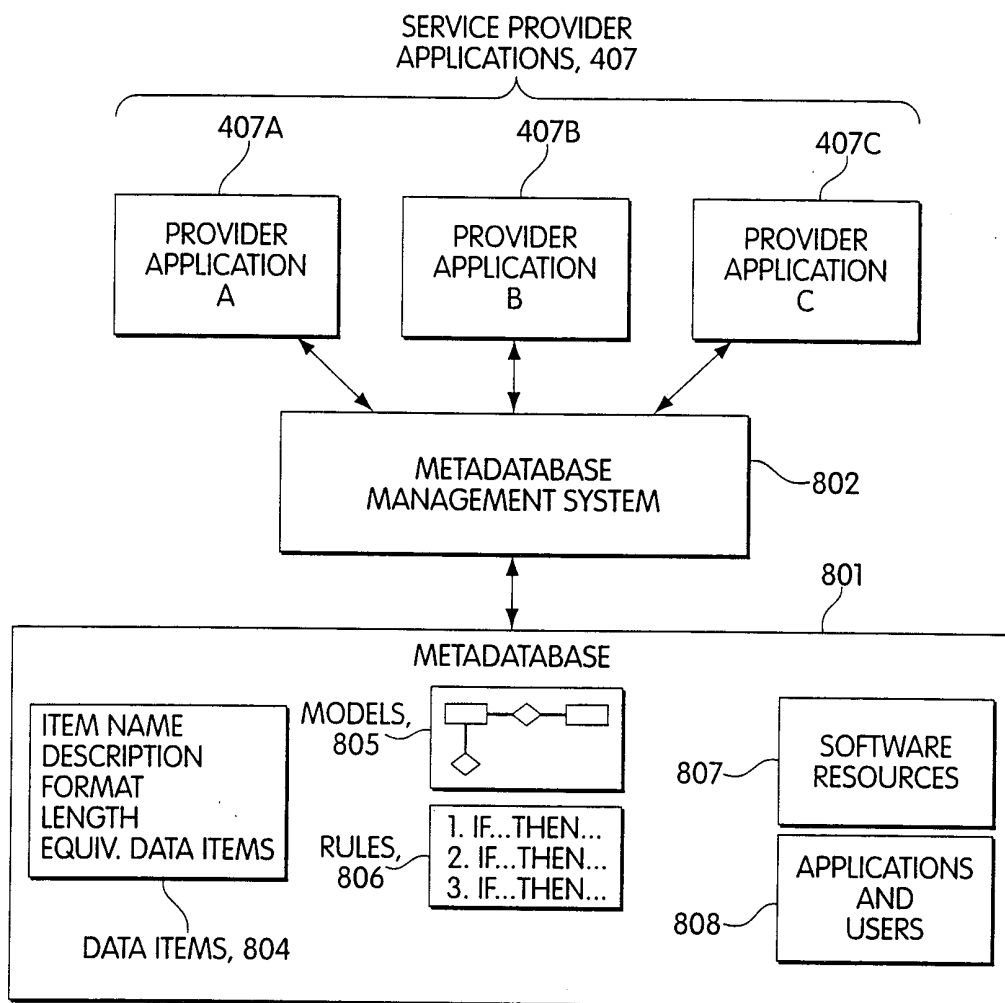 SERVICE PROVIDER
APPLICATIONS, 407
407A
407B
407C
PROVIDER
APPLICATION
A
PROVIDER
APPLICATION
B
PROVIDER
APPLICATION
C
METADATABASE
MANAGEMENT SYSTEM
802
801
METADATABASE
ITEM NAME
DESCRIPTION
FORMAT
LENGTH
EQUIV. DATA ITEMS
DATA ITEMS, 804
MODELS,
805
RULES,
806
1. IF...THEN...
2. IF...THEN...
3. IF...THEN...
807
SOFTWARE
RESOURCES
808
APPLICATIONS
AND
USERS